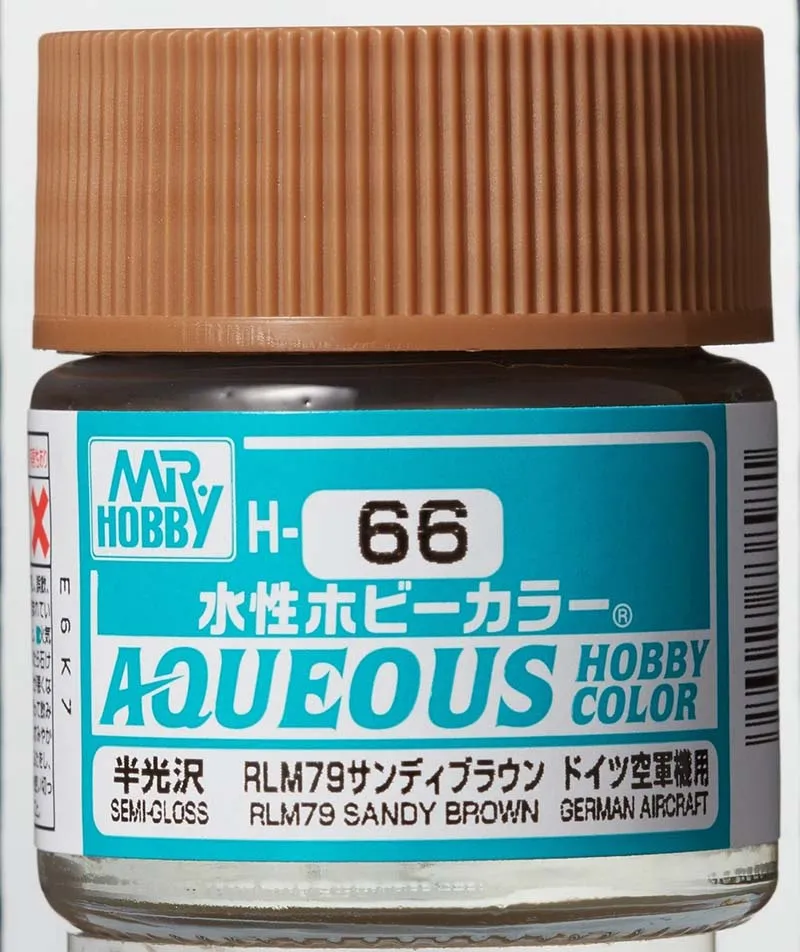 MR. HOBBY
H-66
水性ホビーカラー®
AQUEOUS HOBBY COLOR
半光沢 RLM79サンディブラウン ドイツ空軍機用
SEMI-GLOSS RLM79 SANDY BROWN GERMAN AIRCRAFT
E6K7